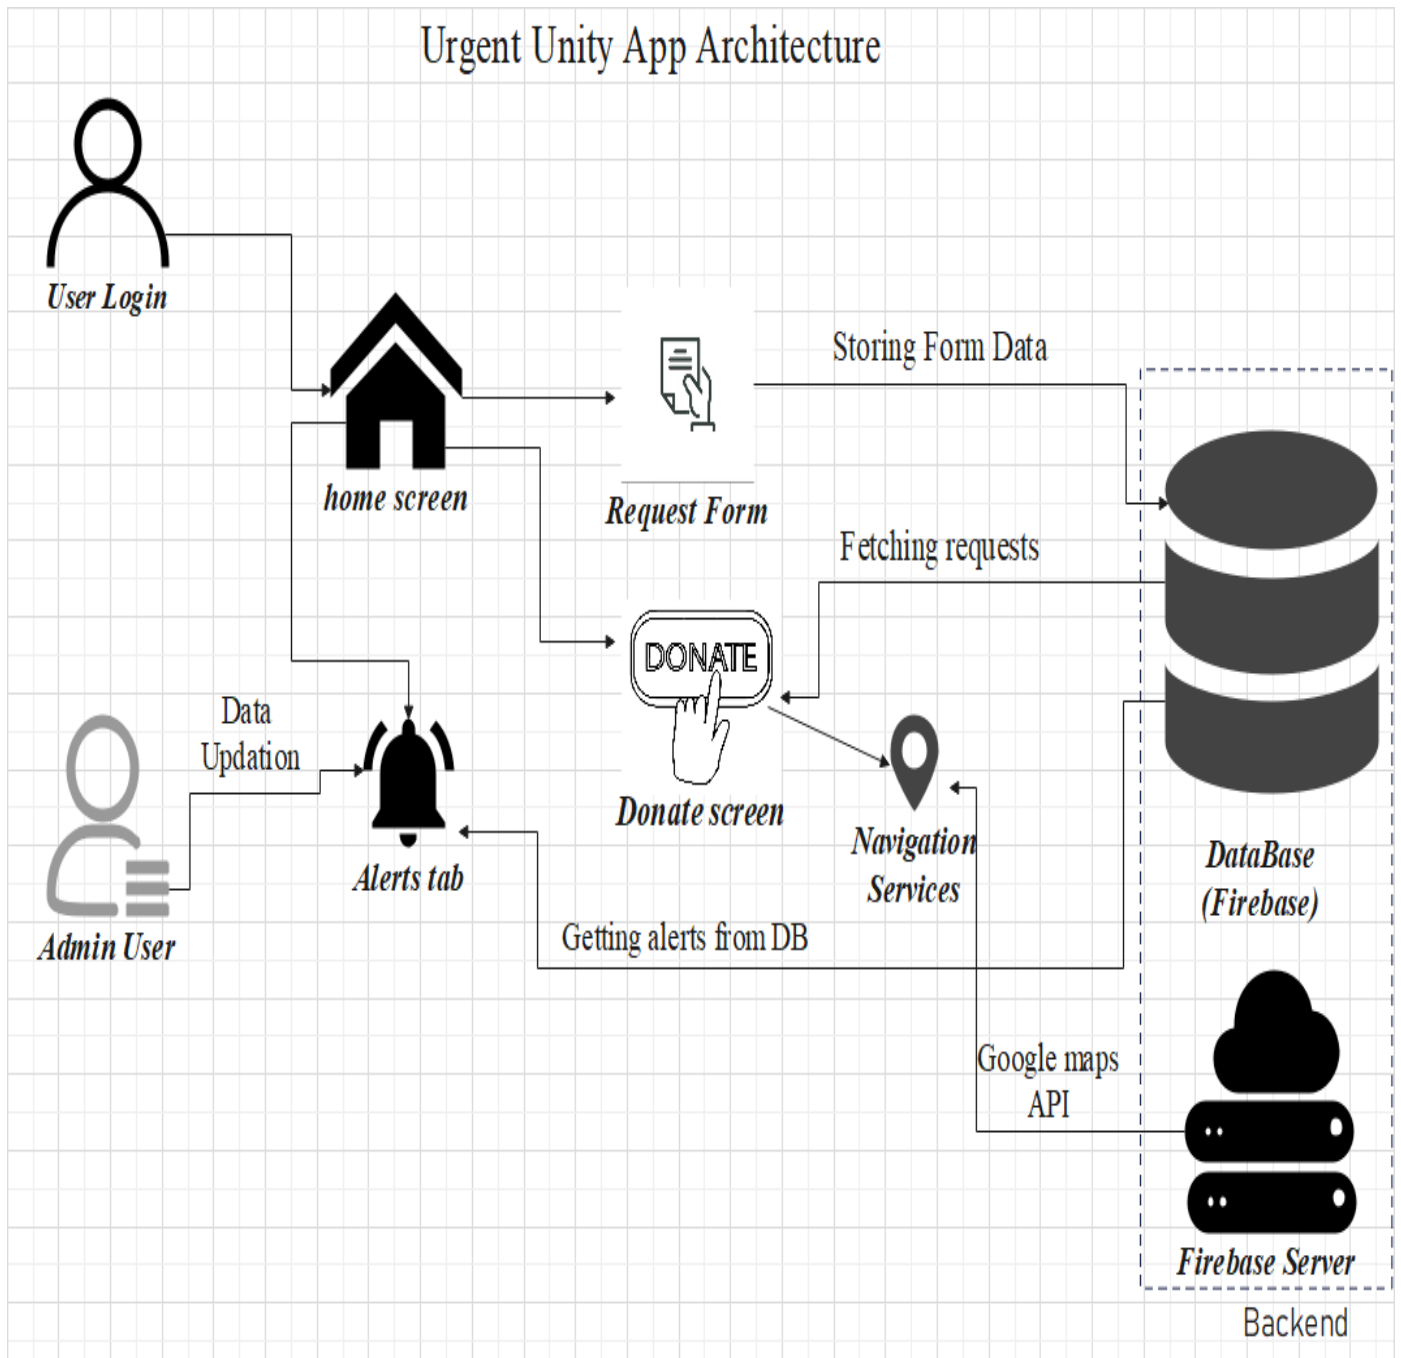 Urgent Unity App Architecture
User Login
home screen
Storing Form Data
Request Form
Fetching requests
DONATE
Donate screen
Data
Updation
Alerts tab
Admin User
Navigation
Services
DataBase
(Firebase)
Getting alerts from DB
Google maps
API
Firebase Server
Backend